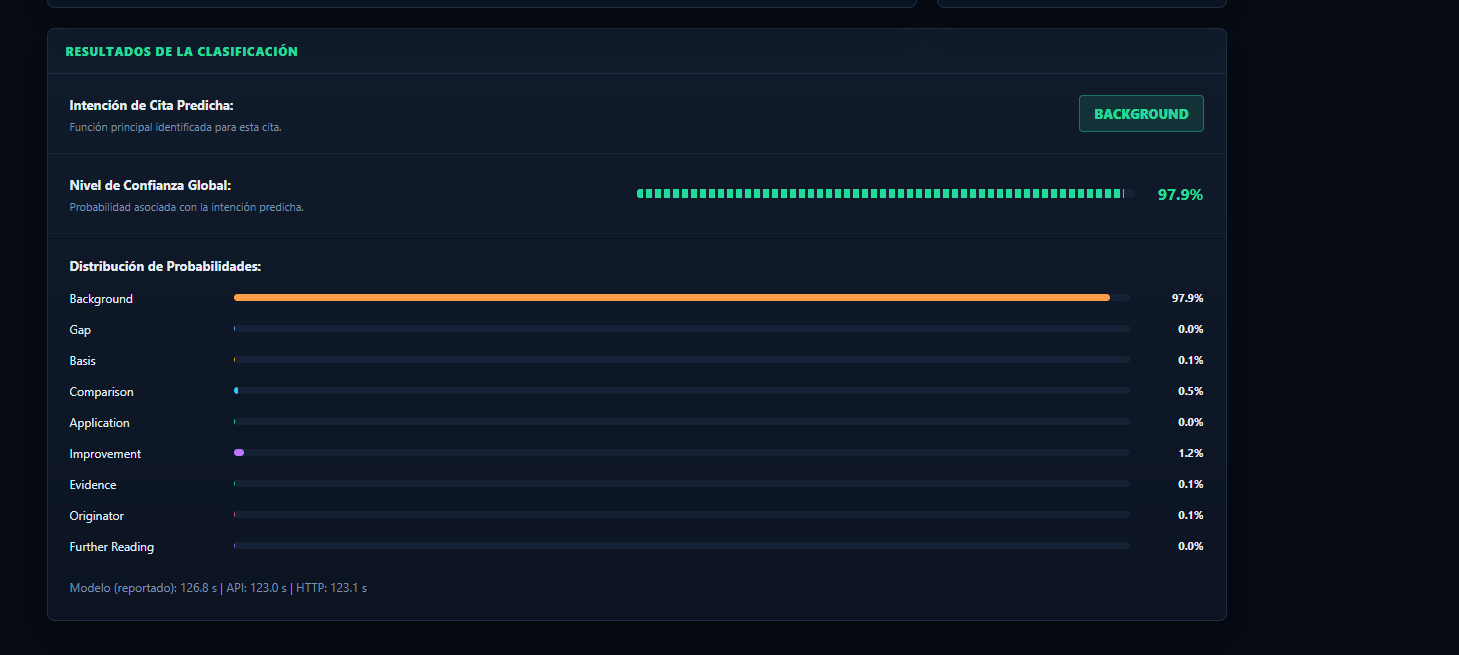 RESULTADOS DE LA CLASIFICACIÓN
Intención de Cita Predicha:
Función principal identificada para esta cita.
BACKGROUND
Nivel de Confianza Global:
Probabilidad asociada con la intención predicha.
97.9%
Distribución de Probabilidades:
Background 97.9%
Gap 0.0%
Basis 0.1%
Comparison 0.5%
Application 0.0%
Improvement 1.2%
Evidence 0.1%
Originator 0.1%
Further Reading 0.0%
Modelo (reportado): 126.8 s | API: 123.0 s | HTTP: 123.1 s